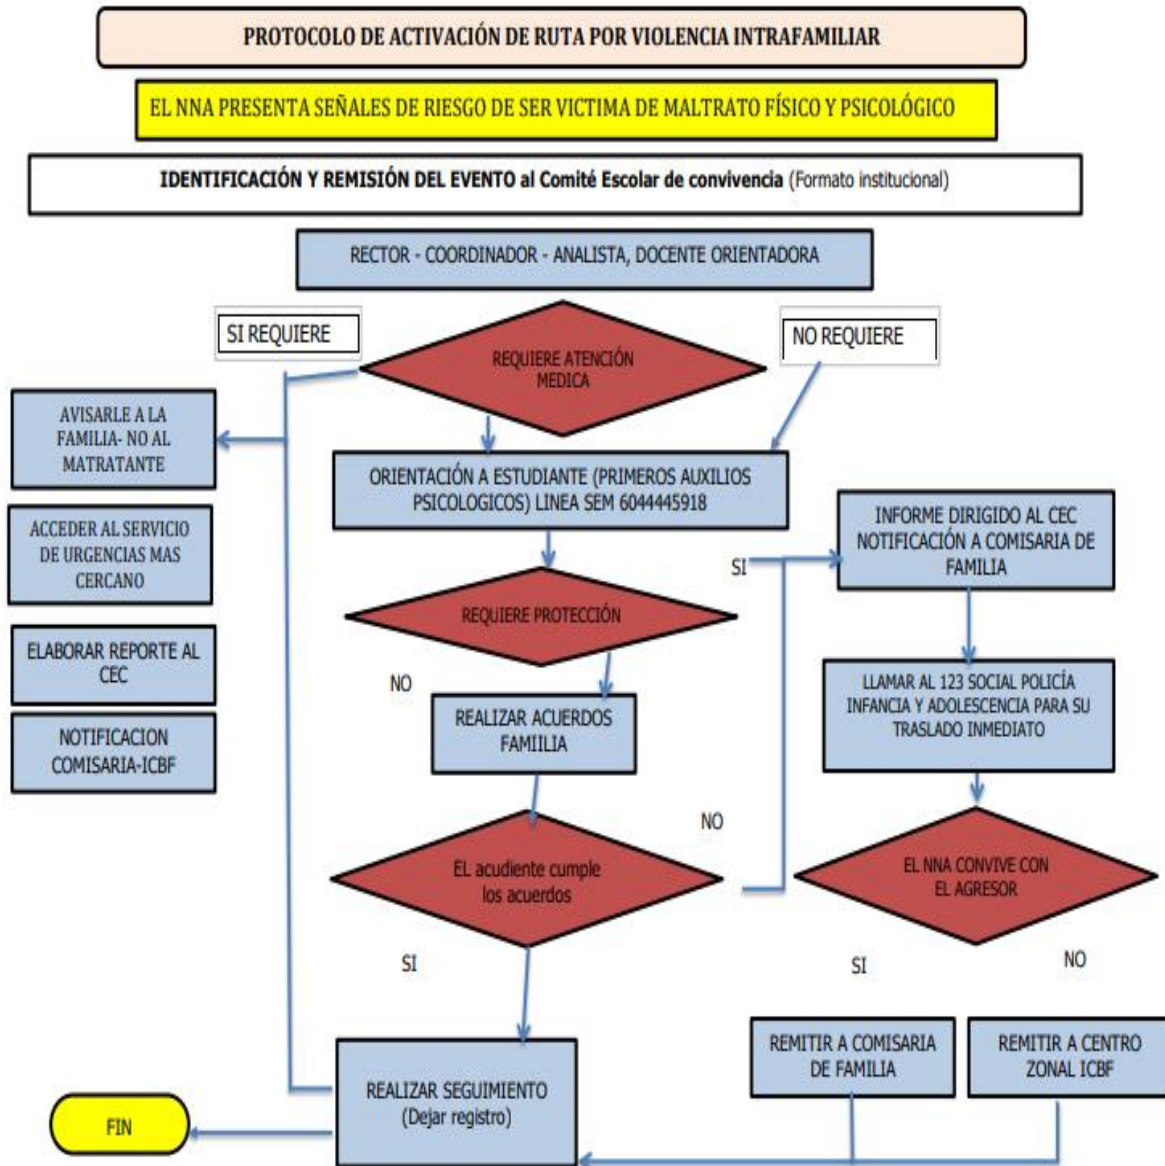 PROTOCOLO DE ACTIVACIÓN DE RUTA POR VIOLENCIA INTRAFAMILIAR
EL NNA PRESENTA SEÑALES DE RIESGO DE SER VICTIMA DE MALTRATO FÍSICO Y PSICOLÓGICO
IDENTIFICACIÓN Y REMISIÓN DEL EVENTO al Comité Escolar de convivencia (Formato institucional)
RECTOR - COORDINADOR - ANALISTA, DOCENTE ORIENTADORA
SI REQUIERE
NO REQUIERE
REQUIERE ATENCIÓN
MEDICA
AVISARLE A LA
FAMILIA- NO AL
MATRATANTE
ACCEDER AL SERVICIO
DE URGENCIAS MAS
CERCANO
ELABORAR REPORTE AL
CEC
NOTIFICACION
COMISARIA-ICBF
ORIENTACIÓN A ESTUDIANTE (PRIMEROS AUXILIOS
PSICOLOGICOS) LINEA SEM 6044445918
REQUIERE PROTECCIÓN
SI
NO
INFORME DIRIGIDO AL CEC
NOTIFICACIÓN A COMISARIA DE
FAMILIA
REALIZAR ACUERDOS
FAMIILIA
LLAMAR AL 123 SOCIAL POLICÍA
INFANCIA Y ADOLESCENCIA PARA SU
TRASLADO INMEDIATO
EL acudiente cumple
los acuerdos
NO
SI
EL NNA CONVIVE CON
EL AGRESOR
SI
NO
REMITIR A COMISARIA
DE FAMILIA
REMITIR A CENTRO
ZONAL ICBF
REALIZAR SEGUIMIENTO
(Dejar registro)
FIN